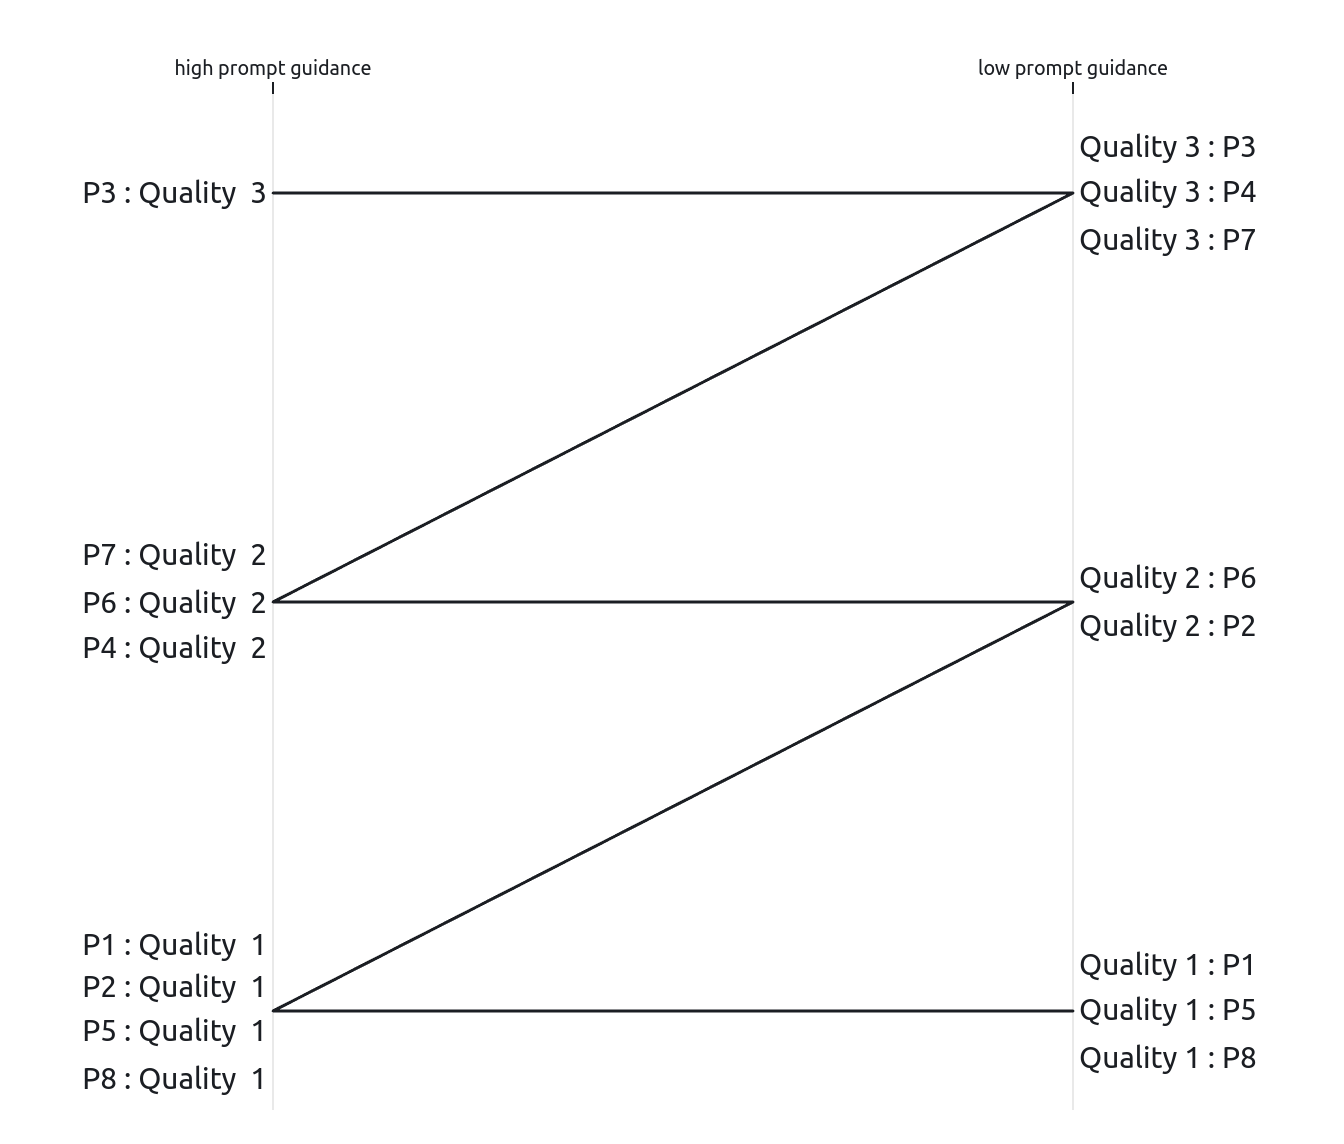 high prompt guidance
low prompt guidance
Quality 3 : P3
P3 : Quality 3
Quality 3 : P4
Quality 3 : P7
P7 : Quality 2
Quality 2 : P6
P6 : Quality 2
Quality 2 : P2
P4 : Quality 2
P1 : Quality 1
Quality 1 : P1
P2 : Quality 1
Quality 1 : P5
P5 : Quality 1
Quality 1 : P8
P8 : Quality 1